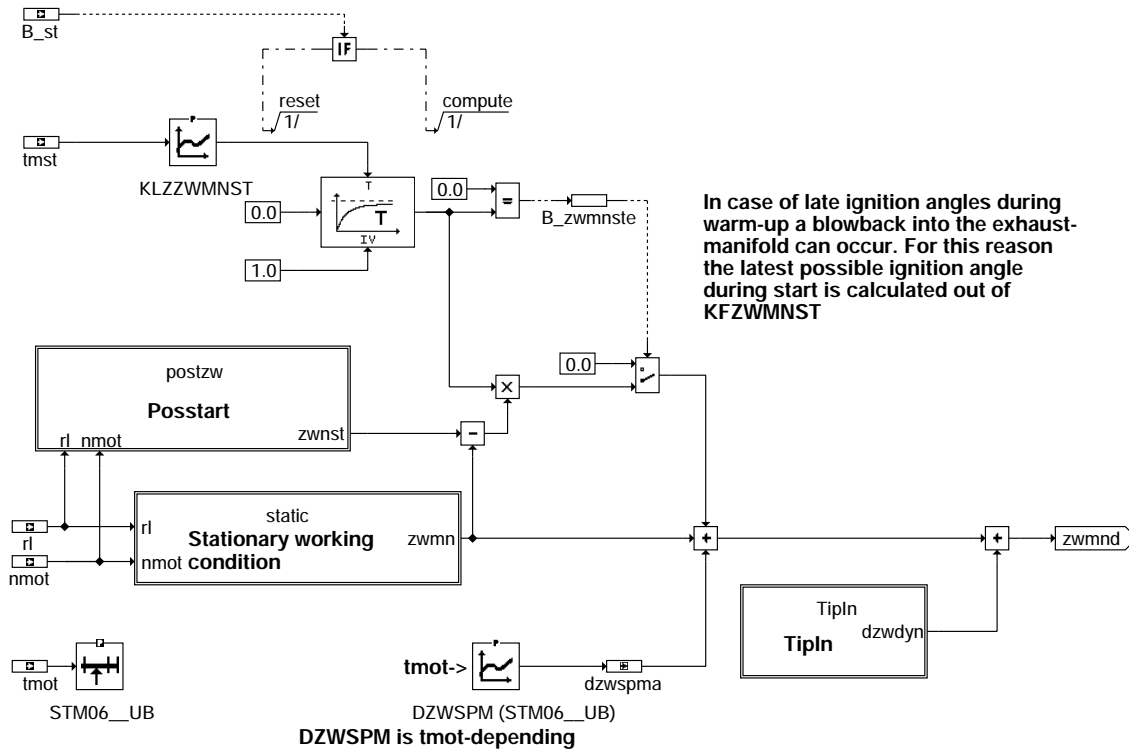 B_st
IF
reset
1/
compute
1/
P
tmst
KLZZWMNST
T
T
IV
0.0
1.0
0.0
=
B_zwmnste
In case of late ignition angles during
warm-up a blowback into the exhaust-
manifold can occur. For this reason
the latest possible ignition angle
during start is calculated out of
KFZWMNST
0.0
postzw
Posstart
zwnst
rl nmot
static
Stationary working
condition
rl
nmot
zwmn
rl
nmot
+
+
zwmnd
TipIn
TipIn
dzwdyn
tmot
STM06__UB
tmot->
P
dzwspma
DZWSPM (STM06__UB)
DZWSPM is tmot-depending